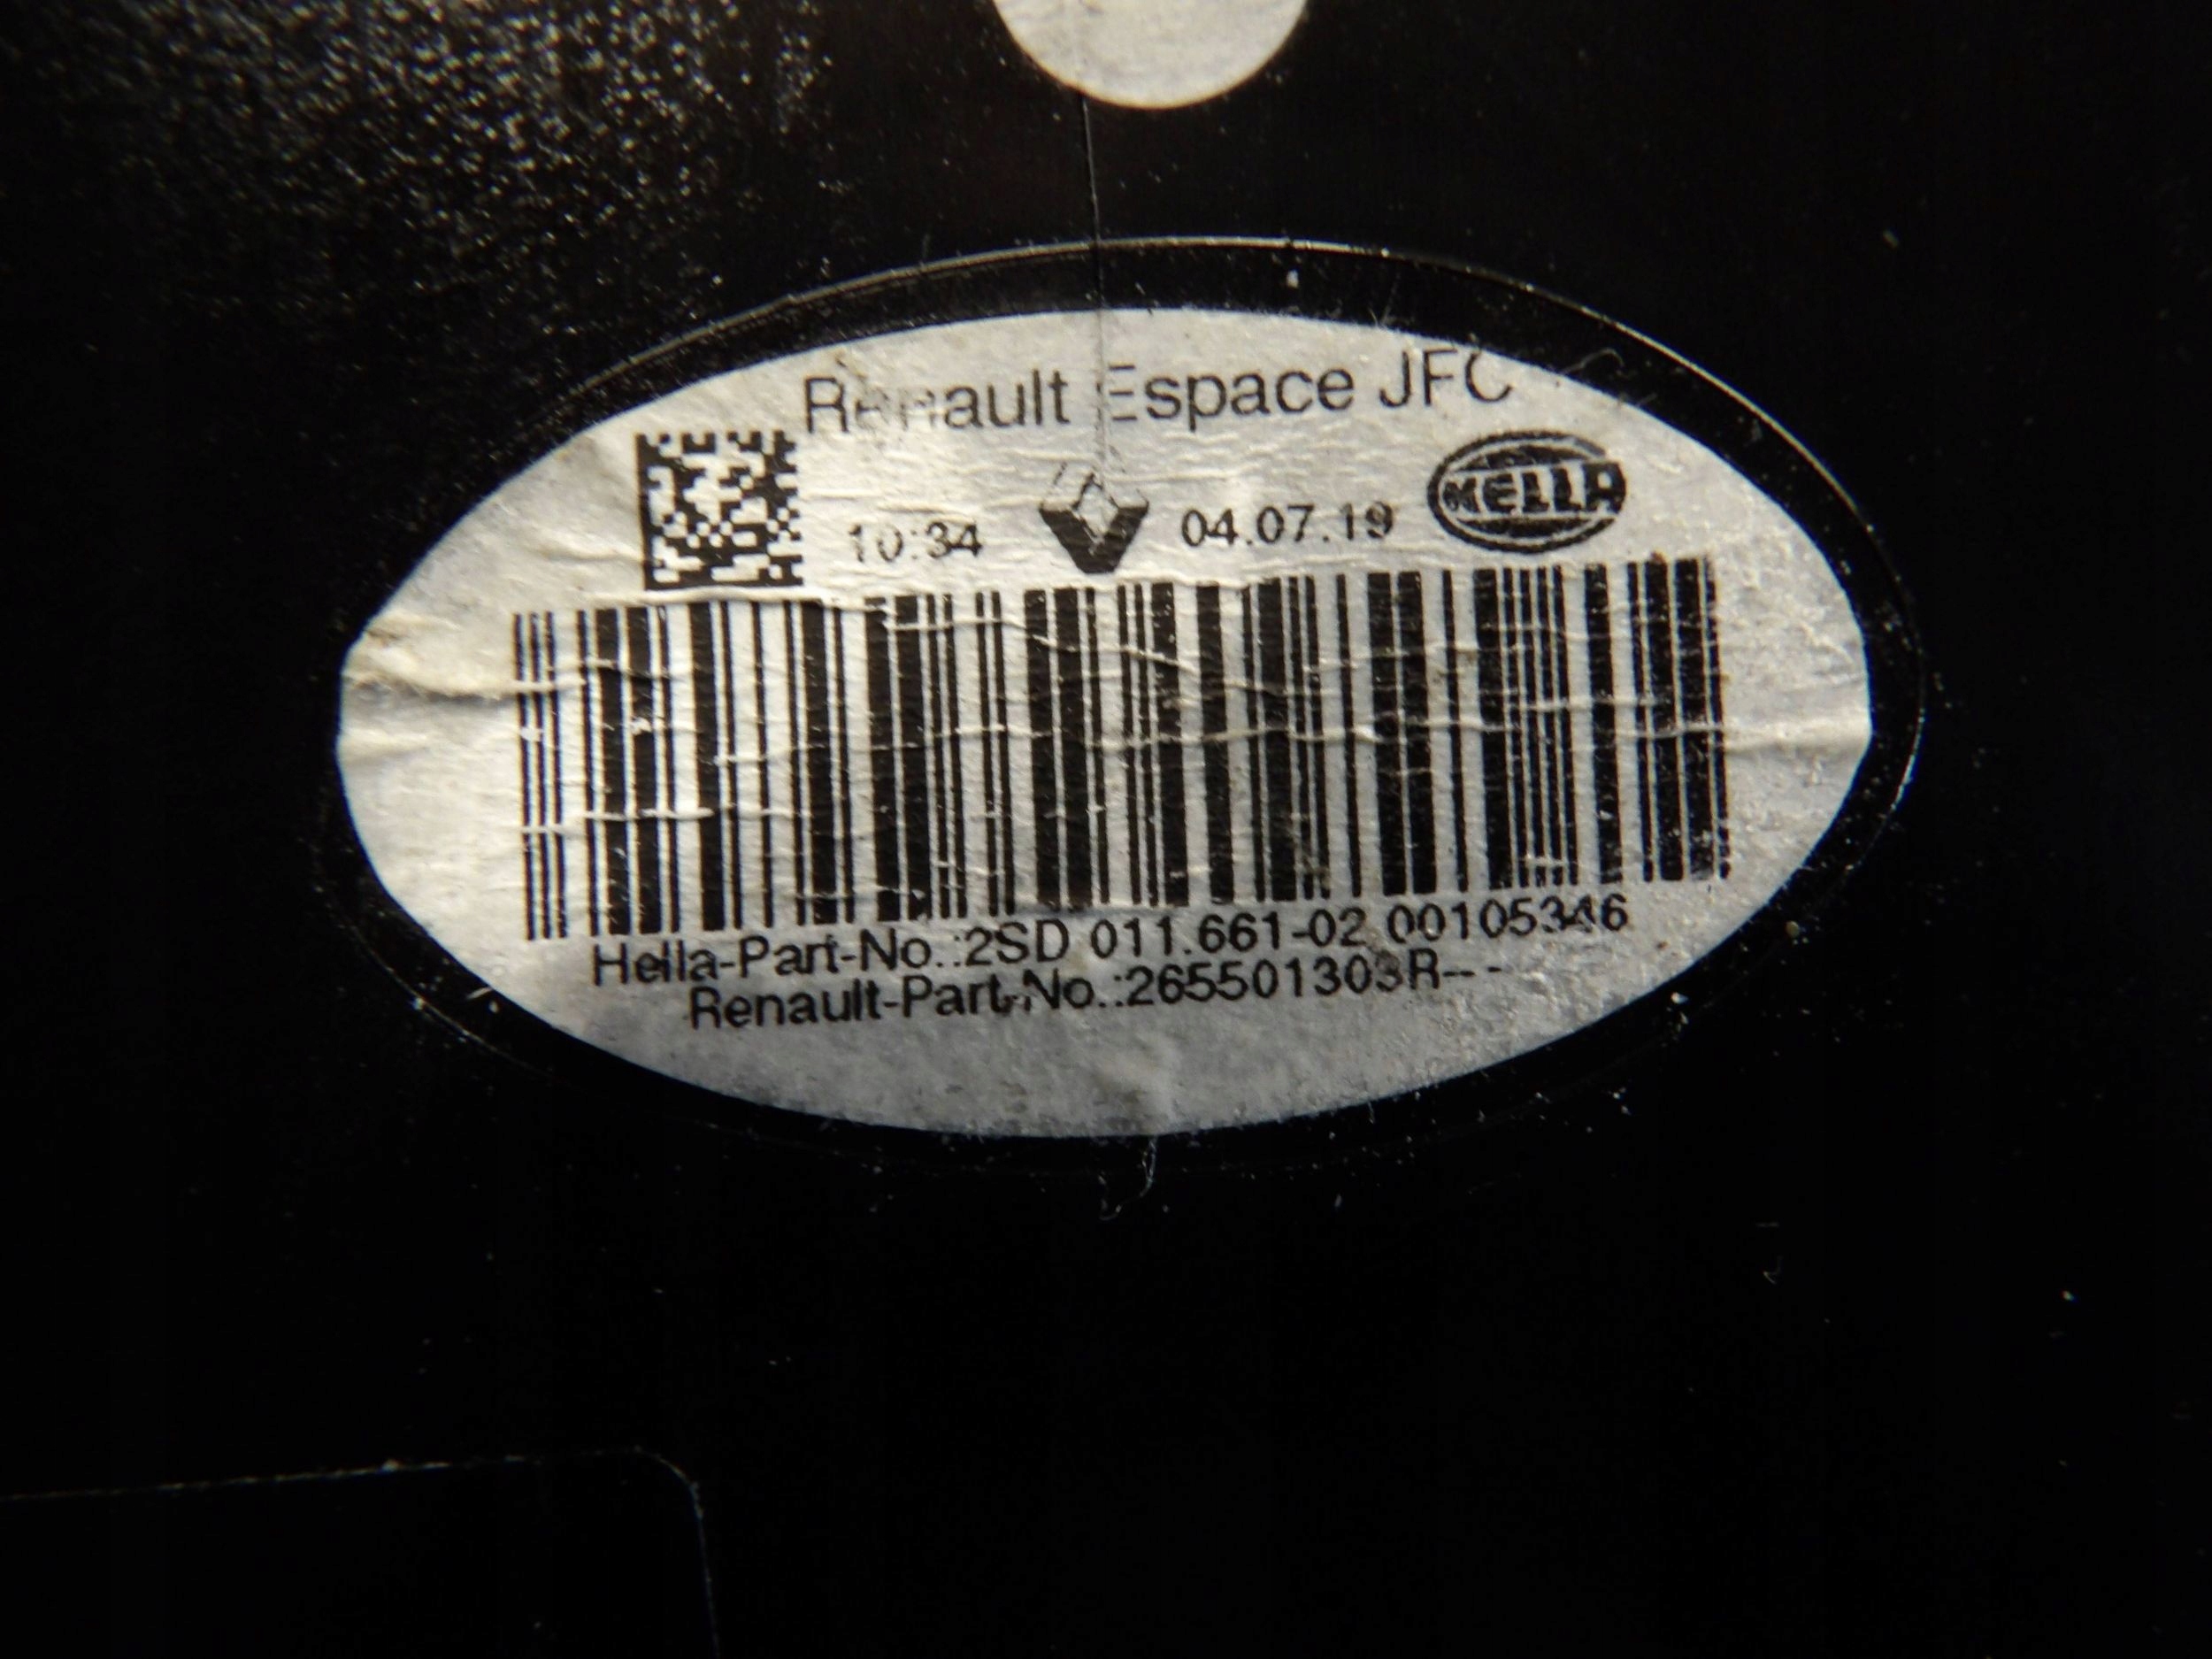 Renault Espace JFC
10:34 04.07.19 HELLA
Hella-Part-No.:2SD 011.661-02 00105346
Renault-Part-No.:265501303R-- -